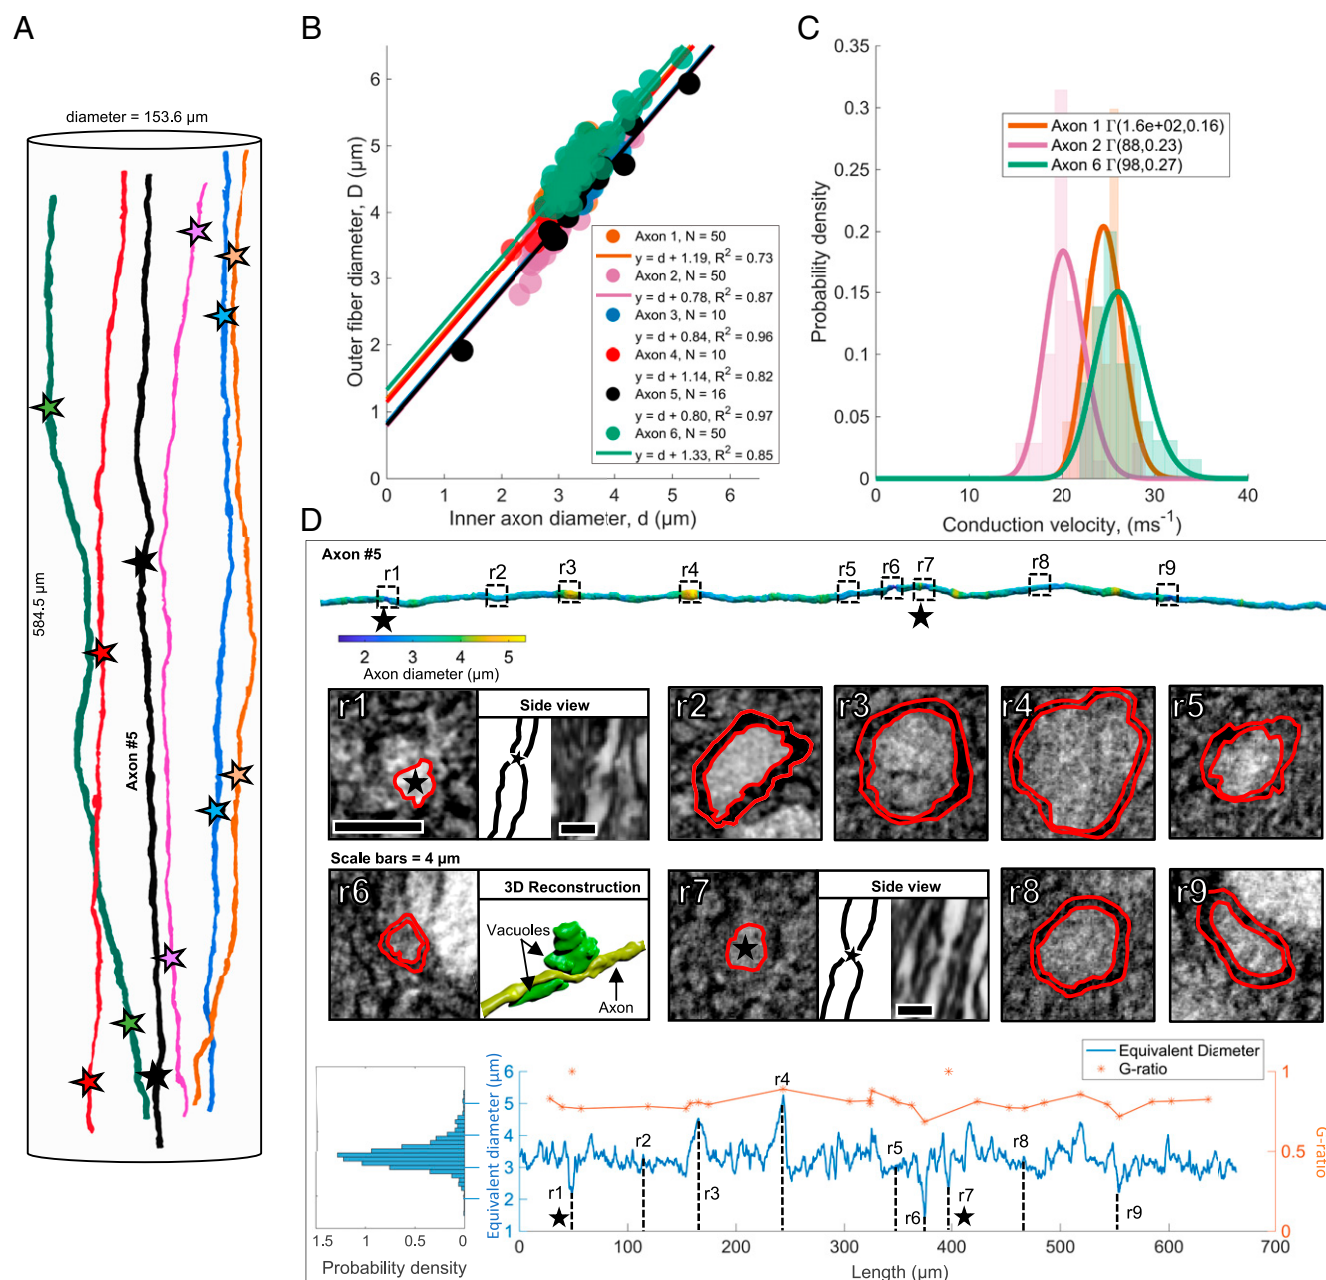 A
diameter = 153.6 µm
584.5 µm
Axon #5
B
Outer fiber diameter, D (µm)
6
5
4
3
2
1
0
0 1 2 3 4 5 6
Inner axon diameter, d (µm)
Axon 1, N = 50
y = d + 1.19, R² = 0.73
Axon 2, N = 50
y = d + 0.78, R² = 0.87
Axon 3, N = 10
y = d + 0.84, R² = 0.96
Axon 4, N = 10
y = d + 1.14, R² = 0.82
Axon 5, N = 16
y = d + 0.80, R² = 0.97
Axon 6, N = 50
y = d + 1.33, R² = 0.85
C
Probability density
0.35
0.3
0.25
0.2
0.15
0.1
0.05
0
0 10 20 30 40
Conduction velocity, (ms⁻¹)
Axon 1 Γ(1.6e+02,0.16)
Axon 2 Γ(88,0.23)
Axon 6 Γ(98,0.27)
D
Axon #5
r1 r2 r3 r4 r5 r6 r7 r8 r9
2 3 4 5
Axon diameter (µm)
r1
Side view
r2
r3
r4
r5
Scale bars = 4 µm
r6
3D Reconstruction
Vacuoles
Axon
r7
Side view
r8
r9
1.5 1 0.5 0
Probability density
0
1
2
3
4
5
6
Equivalent diameter (µm)
6
5
4
3
2
1
Equivalent Diameter
G-ratio
r1
r2
r3
r4
r5
r6
r7
r8
r9
0 100 200 300 400 500 600 700
Length (µm)
1
0.5
0
G-ratio